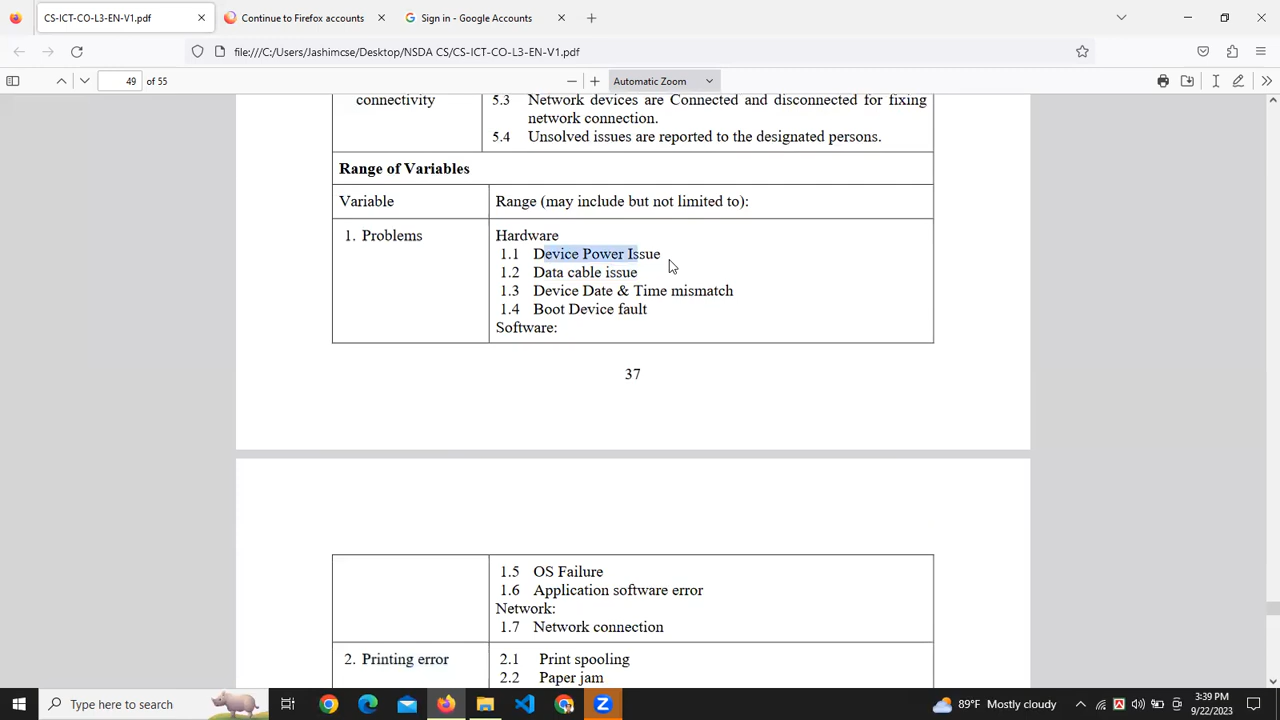 CS-ICT-CO-L3-EN-V1.pdf
Continue to Firefox accounts
Sign in - Google Accounts
file:///C:/Users/Jashimcse/Desktop/NSDA CS/CS-ICT-CO-L3-EN-V1.pdf
49 of 55
Automatic Zoom
connectivity
5.3 Network devices are Connected and disconnected for fixing
network connection.
5.4 Unsolved issues are reported to the designated persons.
Range of Variables
Variable
Range (may include but not limited to):
1. Problems
Hardware
1.1 Device Power Issue
1.2 Data cable issue
1.3 Device Date & Time mismatch
1.4 Boot Device fault
Software:
37
1.5 OS Failure
1.6 Application software error
Network:
1.7 Network connection
2. Printing error
2.1 Print spooling
2.2 Paper jam
Type here to search
89°F Mostly cloudy
3:39 PM
9/22/2023